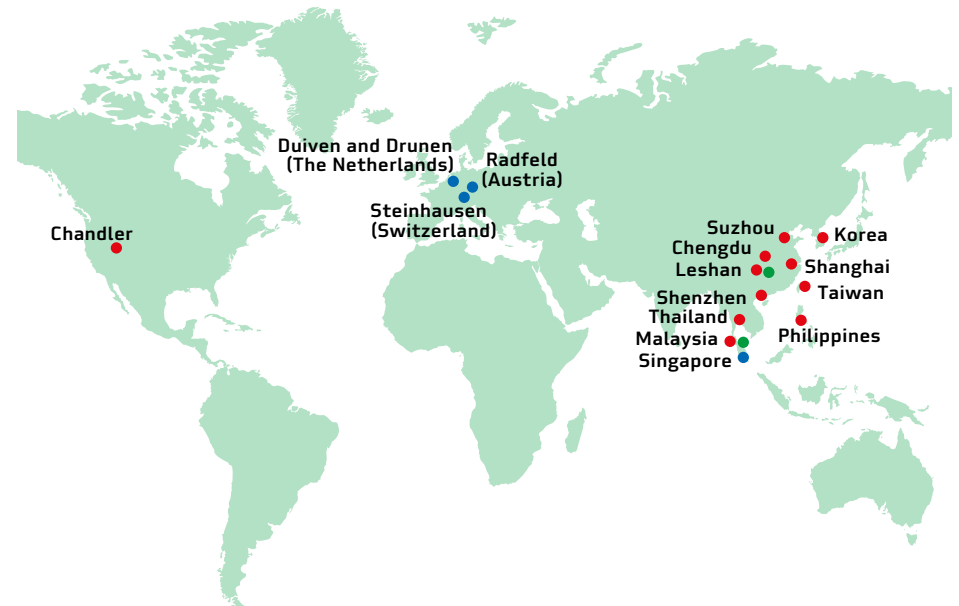 Duiven and Drunen
(The Netherlands)
Radfeld
(Austria)
Steinhausen
(Switzerland)
Chandler
Suzhou
Korea
Chengdu
Leshan
Shanghai
Taiwan
Shenzhen
Thailand
Philippines
Malaysia
Singapore